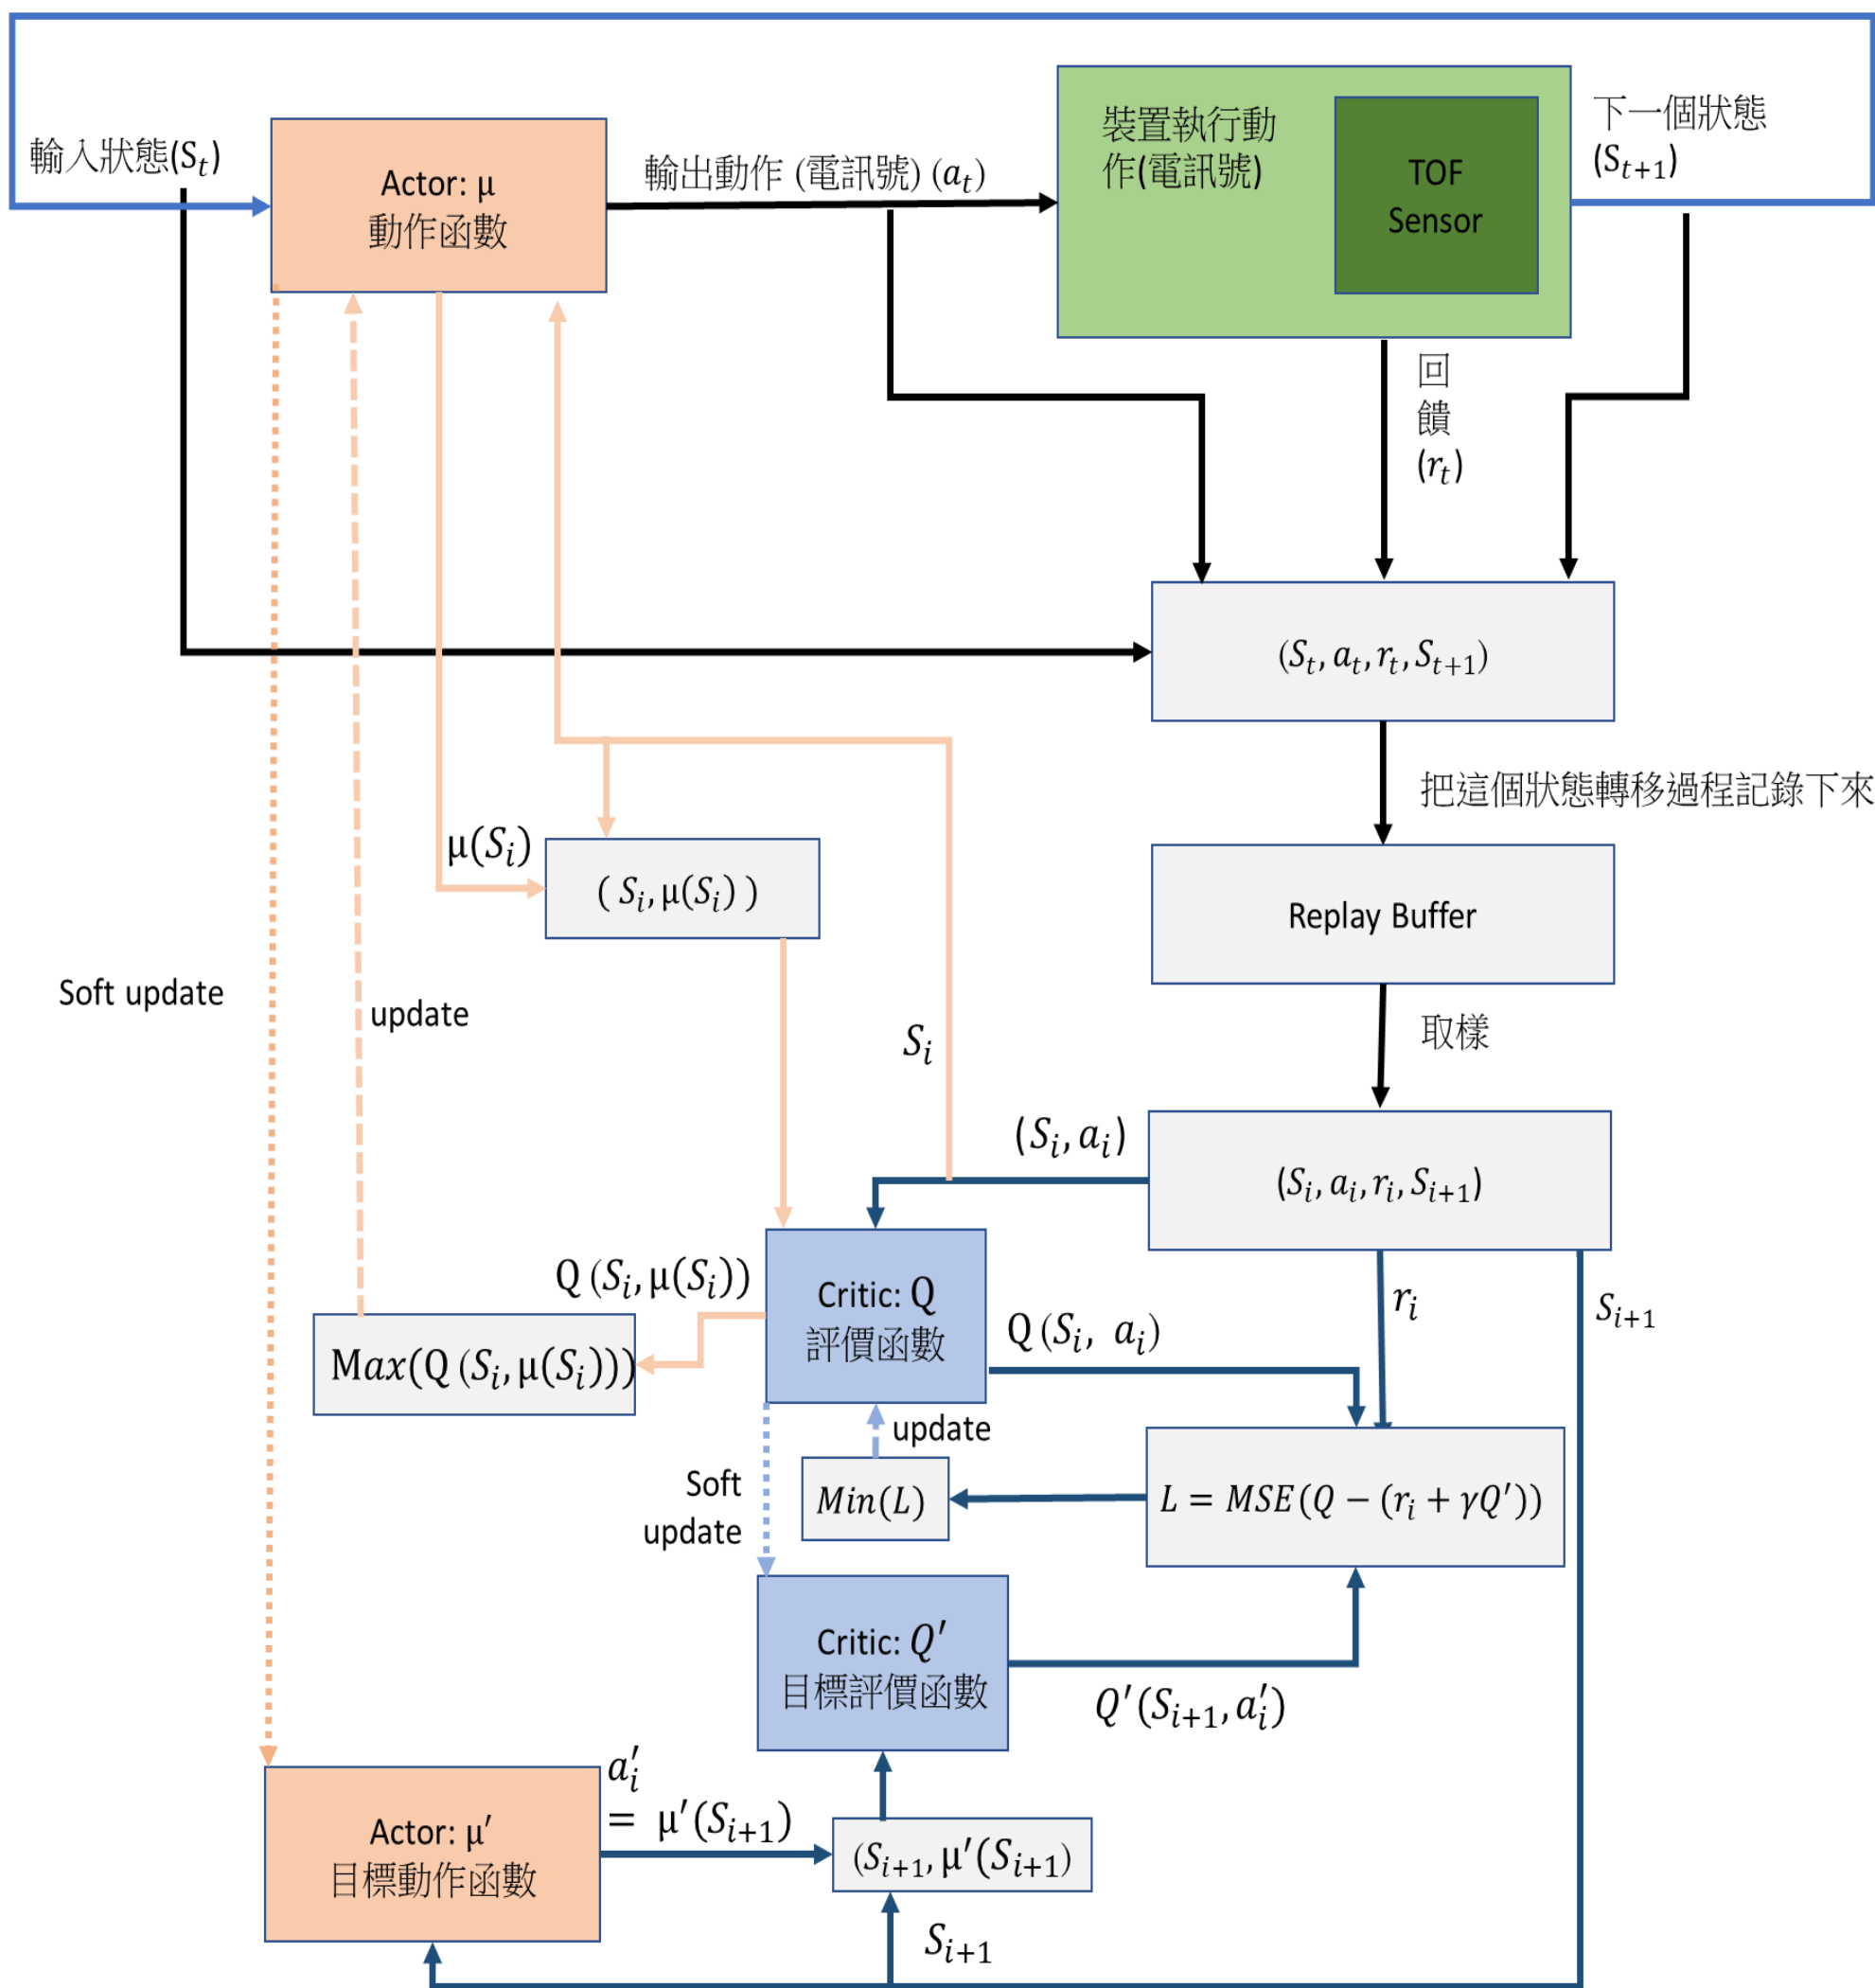 輸入狀態(S_t)
Actor: μ
動作函數
輸出動作 (電訊號) (a_t)
裝置執行動
作(電訊號)
TOF
Sensor
下一個狀態
(S_{t+1})
回
饋
(r_t)
(S_t, a_t, r_t, S_{t+1})
把這個狀態轉移過程記錄下來
μ(S_i)
( S_i, μ(S_i) )
Replay Buffer
Soft update
update
S_i
取樣
(S_i, a_i)
(S_i, a_i, r_i, S_{i+1})
Q (S_i, μ(S_i))
Critic: Q
評價函數
Q (S_i, a_i)
r_i
S_{i+1}
Max(Q (S_i, μ(S_i)))
update
Soft
update
Min(L)
L = MSE(Q − (r_i + γQ′))
Critic: Q′
目標評價函數
Q′(S_{i+1}, a′_i)
Actor: μ′
目標動作函數
a′_i
= μ′(S_{i+1})
(S_{i+1}, μ′(S_{i+1})
S_{i+1}